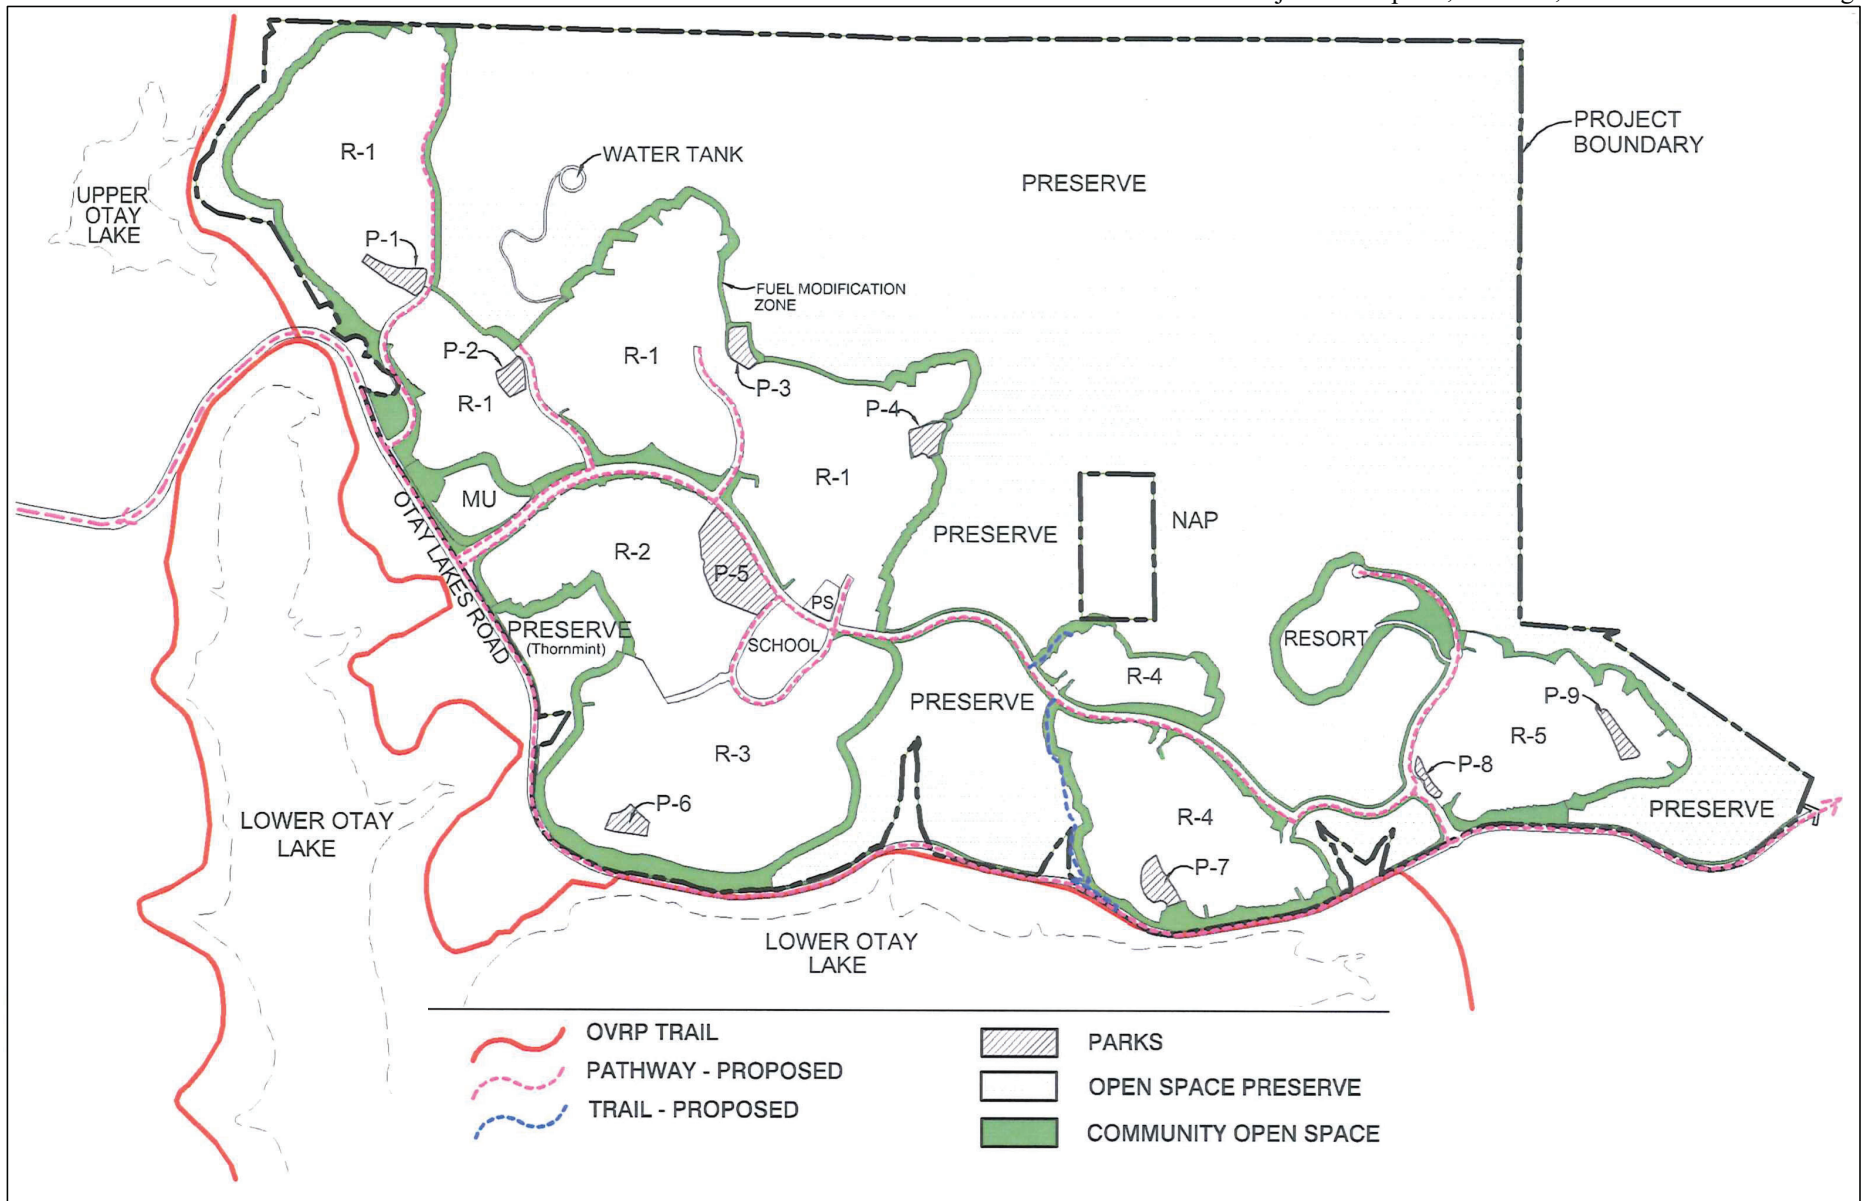 PROJECT
BOUNDARY
R-1
WATER TANK
PRESERVE
UPPER
OTAY
LAKE
P-1
FUEL MODIFICATION
ZONE
P-2
R-1
P-3
R-1
P-4
R-1
MU
OTAY LAKES ROAD
NAP
PRESERVE
R-2
P-5
PS
PRESERVE
(Thornmint)
SCHOOL
RESORT
R-4
PRESERVE
P-9
R-5
R-3
P-8
P-6
PRESERVE
R-4
LOWER OTAY
LAKE
P-7
LOWER OTAY
LAKE
OVRP TRAIL
PATHWAY - PROPOSED
TRAIL - PROPOSED
PARKS
OPEN SPACE PRESERVE
COMMUNITY OPEN SPACE